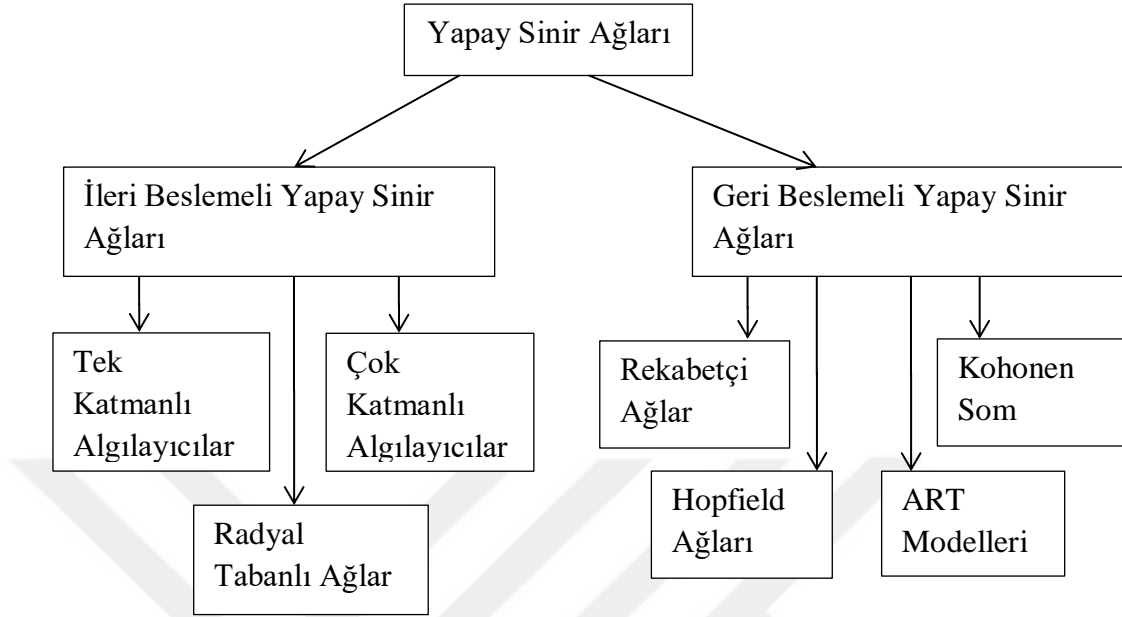 Yapay Sinir Ağları
İleri Beslemeli Yapay Sinir
Ağları
Geri Beslemeli Yapay Sinir
Ağları
Tek
Katmanlı
Algılayıcılar
Çok
Katmanlı
Algılayıcılar
Radyal
Tabanlı Ağlar
Rekabetçi
Ağlar
Kohonen
Som
Hopfield
Ağları
ART
Modelleri